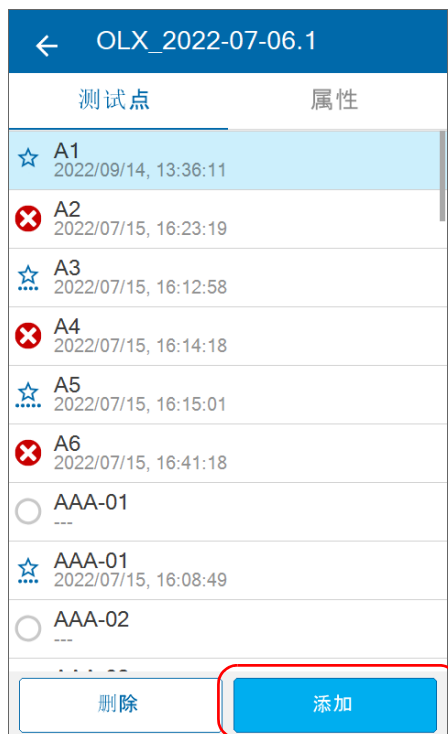 OLX_2022-07-06.1
测试点 属性
A1
2022/09/14, 13:36:11
A2
2022/07/15, 16:23:19
A3
2022/07/15, 16:12:58
A4
2022/07/15, 16:14:18
A5
2022/07/15, 16:15:01
A6
2022/07/15, 16:41:18
AAA-01
---
AAA-01
2022/07/15, 16:08:49
AAA-02
---
删除 添加